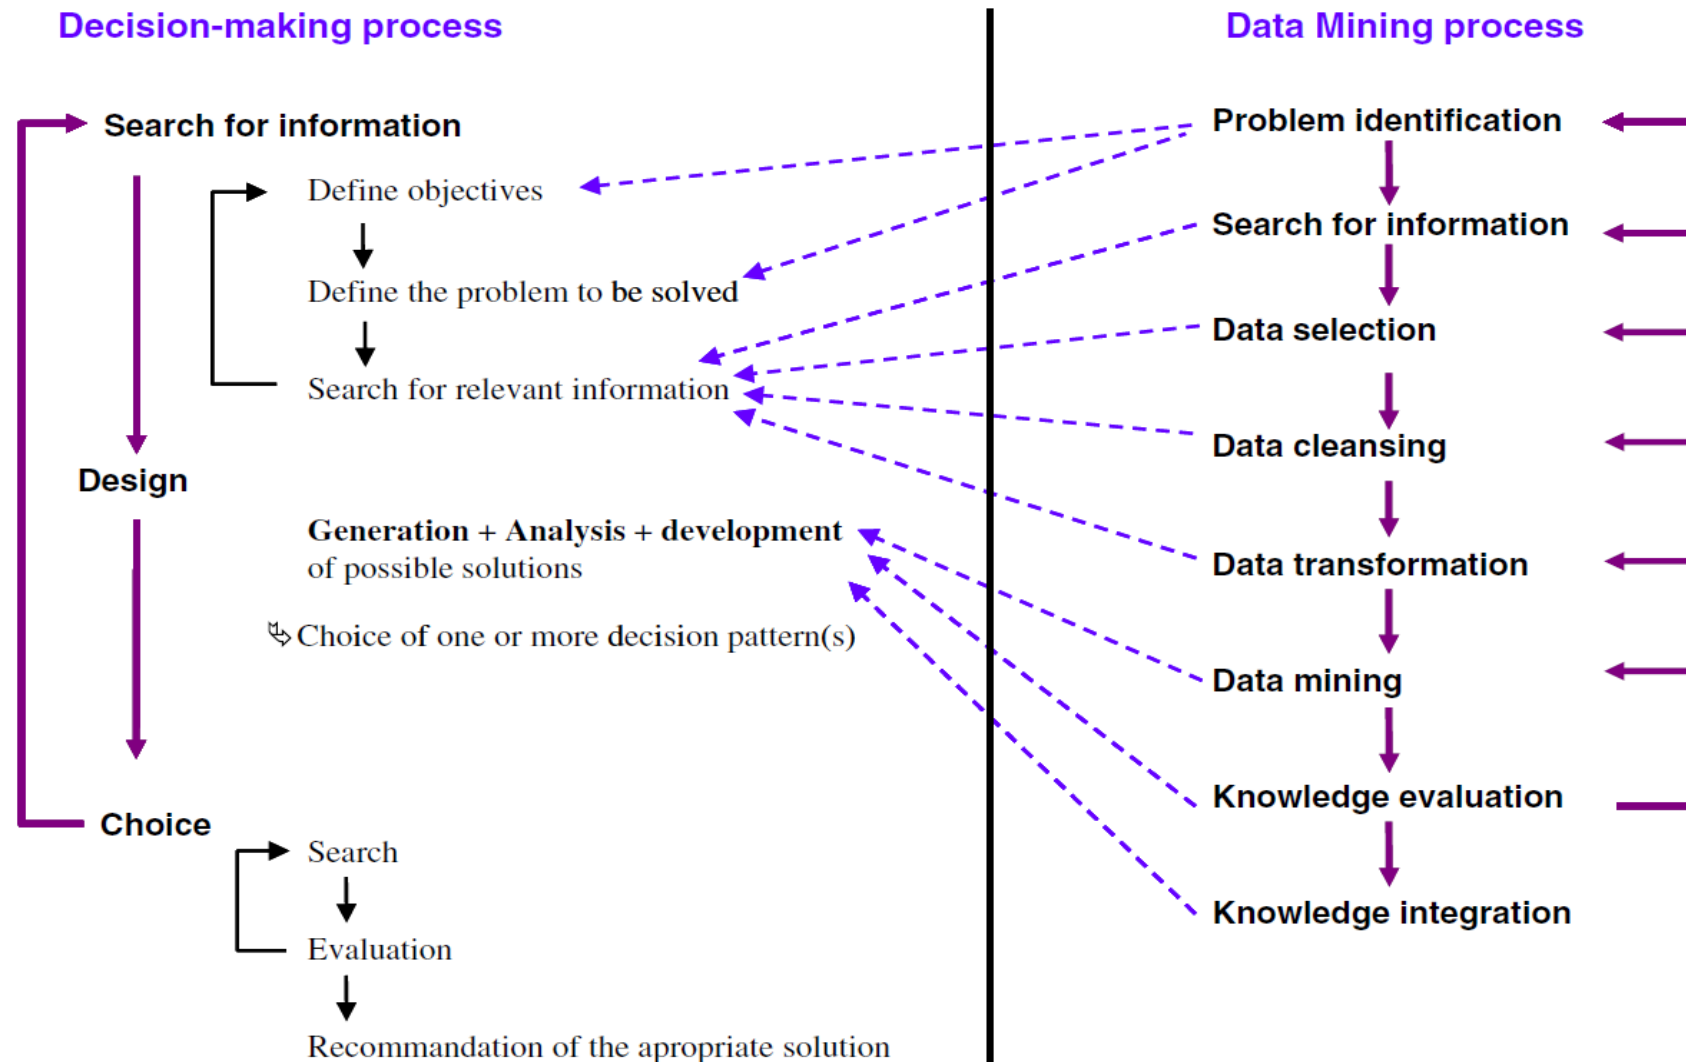 Decision-making process
Search for information
Define objectives
Define the problem to be solved
Search for relevant information
Design
Generation + Analysis + development
of possible solutions
Choice of one or more decision pattern(s)
Choice
Search
Evaluation
Recommandation of the apropriate solution
Data Mining process
Problem identification
Search for information
Data selection
Data cleansing
Data transformation
Data mining
Knowledge evaluation
Knowledge integration